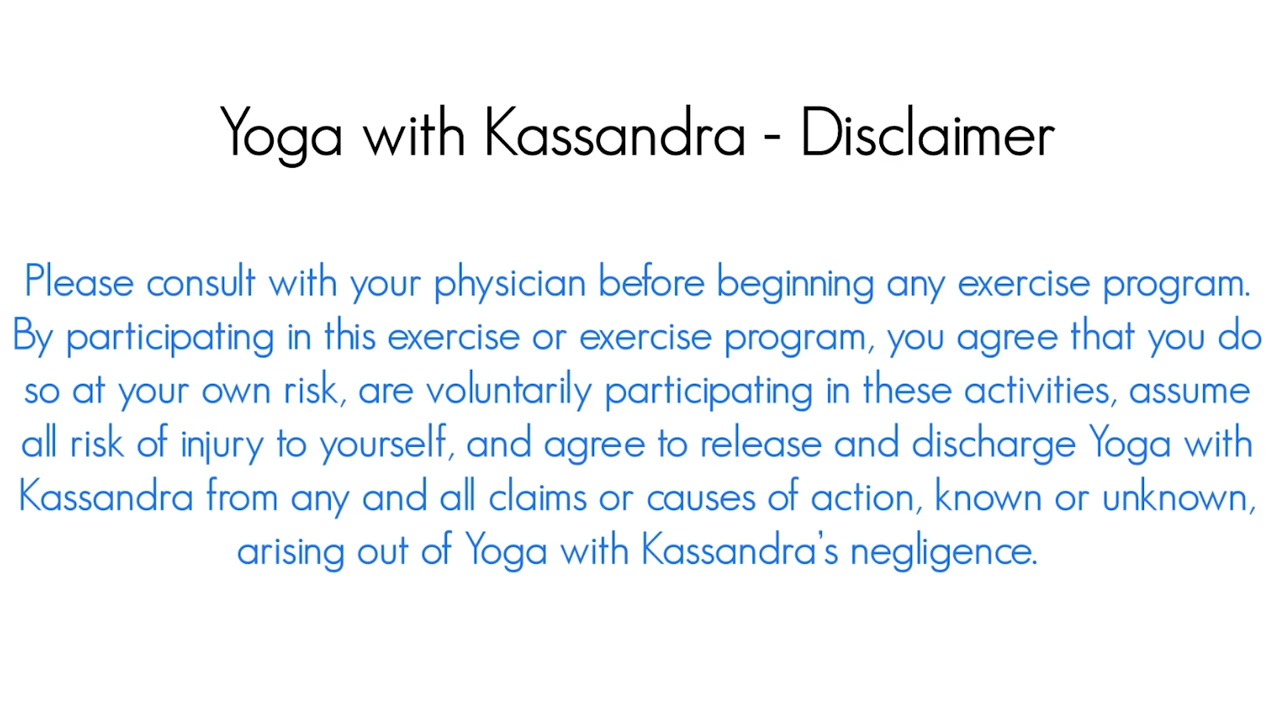 Yoga with Kassandra - Disclaimer
Please consult with your physician before beginning any exercise program.
By participating in this exercise or exercise program, you agree that you do
so at your own risk, are voluntarily participating in these activities, assume
all risk of injury to yourself, and agree to release and discharge Yoga with
Kassandra from any and all claims or causes of action, known or unknown,
arising out of Yoga with Kassandra's negligence.